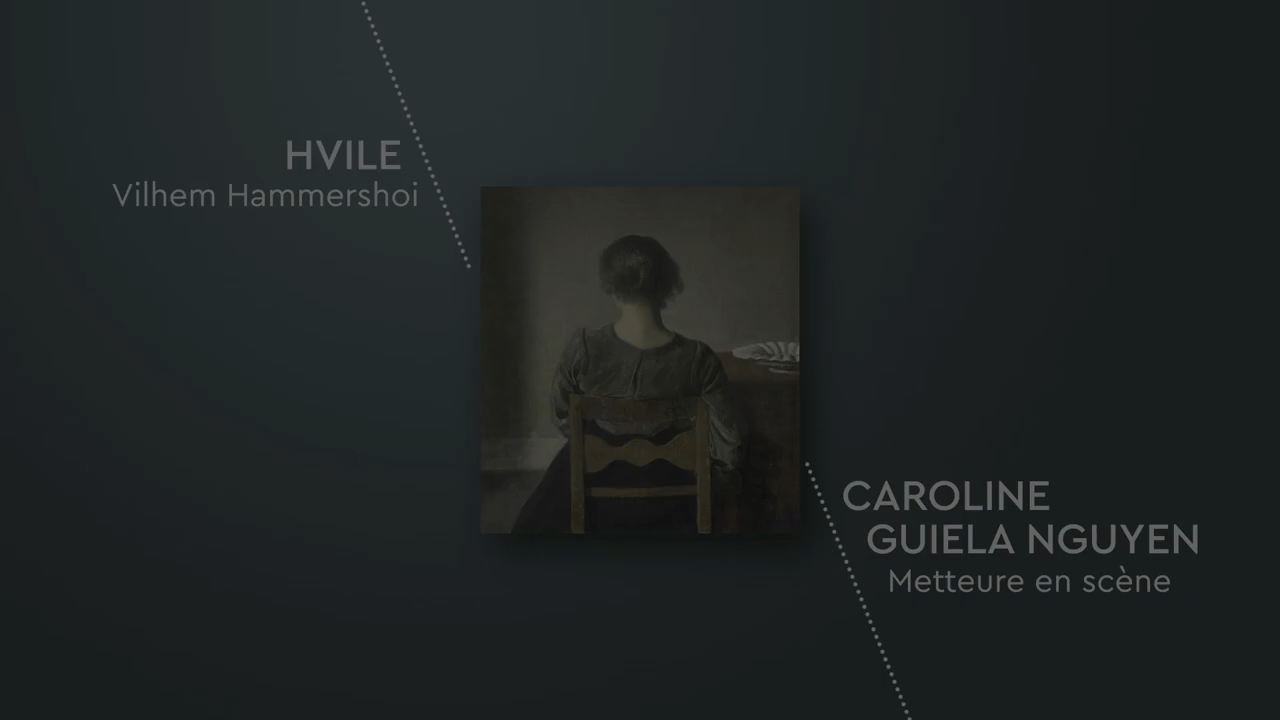 HVILE
Vilhem Hammershoi
CAROLINE
GUIELA NGUYEN
Metteure en scène